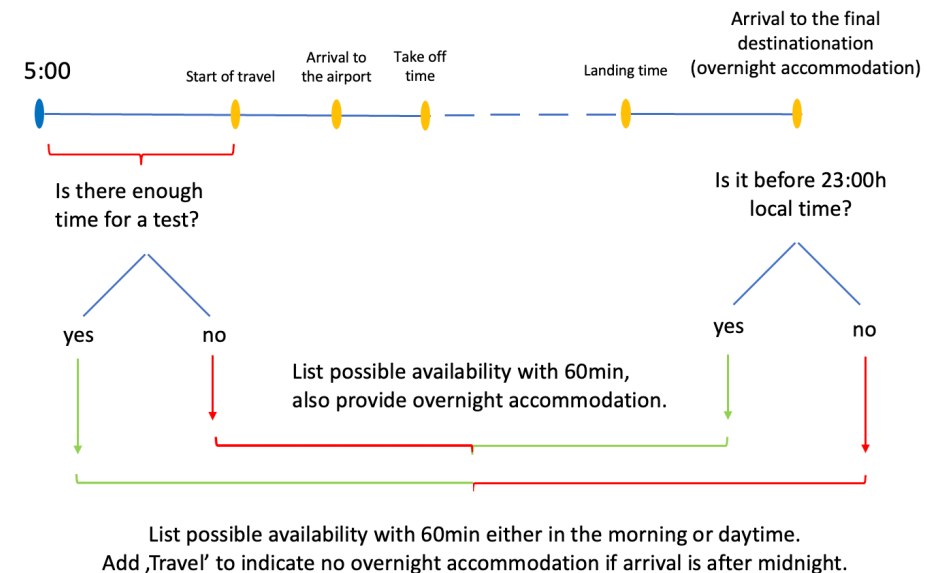 5:00
Start of travel
Arrival to
the airport
Take off
time
Landing time
Arrival to the final
destinationation
(overnight accommodation)
Is there enough
time for a test?
Is it before 23:00h
local time?
yes
no
yes
no
List possible availability with 60min,
also provide overnight accommodation.
List possible availability with 60min either in the morning or daytime.
Add ‚Travel’ to indicate no overnight accommodation if arrival is after midnight.